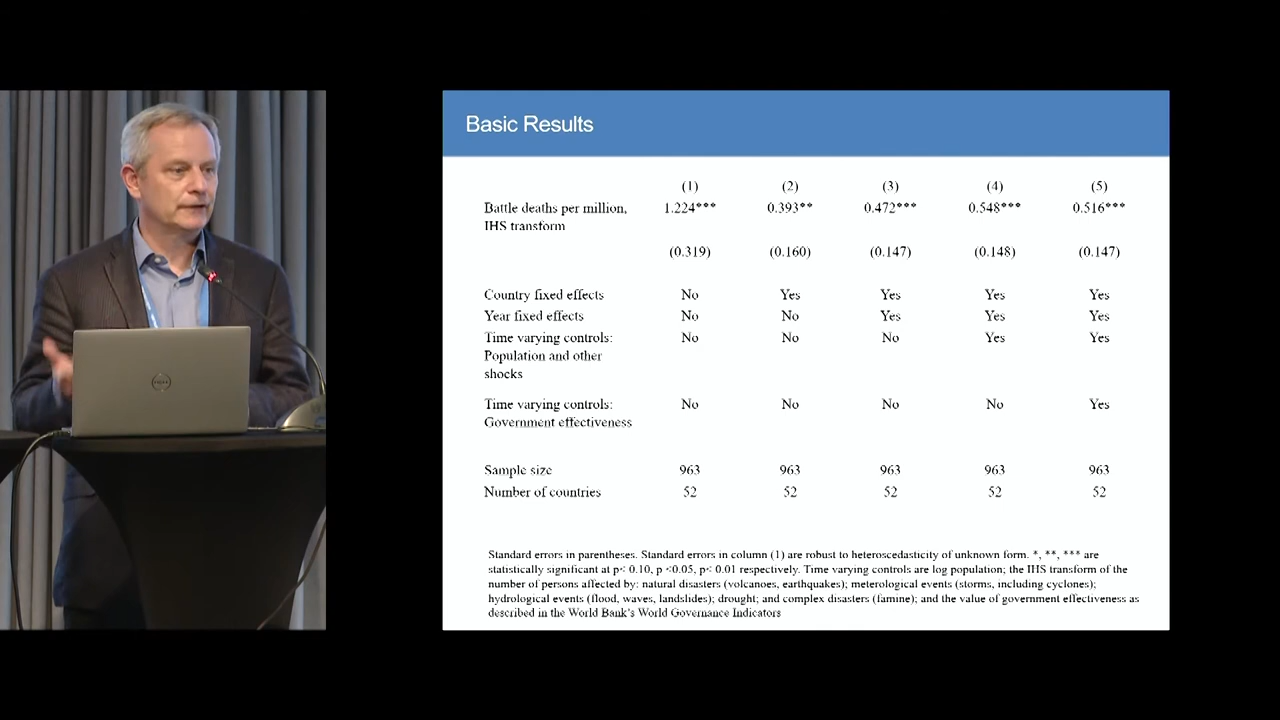 Basic Results
(1) (2) (3) (4) (5)
Battle deaths per million, 1.224*** 0.393** 0.472*** 0.548*** 0.516***
IHS transform
(0.319) (0.160) (0.147) (0.148) (0.147)
Country fixed effects No Yes Yes Yes Yes
Year fixed effects No No Yes Yes Yes
Time varying controls: No No No Yes Yes
Population and other
shocks
Time varying controls: No No No No Yes
Government effectiveness
Sample size 963 963 963 963 963
Number of countries 52 52 52 52 52
Standard errors in parentheses. Standard errors in column (1) are robust to heteroscedasticity of unknown form. *, **, *** are
statistically significant at p< 0.10, p <0.05, p< 0.01 respectively. Time varying controls are log population; the IHS transform of the
number of persons affected by: natural disasters (volcanoes, earthquakes); meterological events (storms, including cyclones);
hydrological events (flood, waves, landslides); drought; and complex disasters (famine); and the value of government effectiveness as
described in the World Bank's World Governance Indicators
DELL